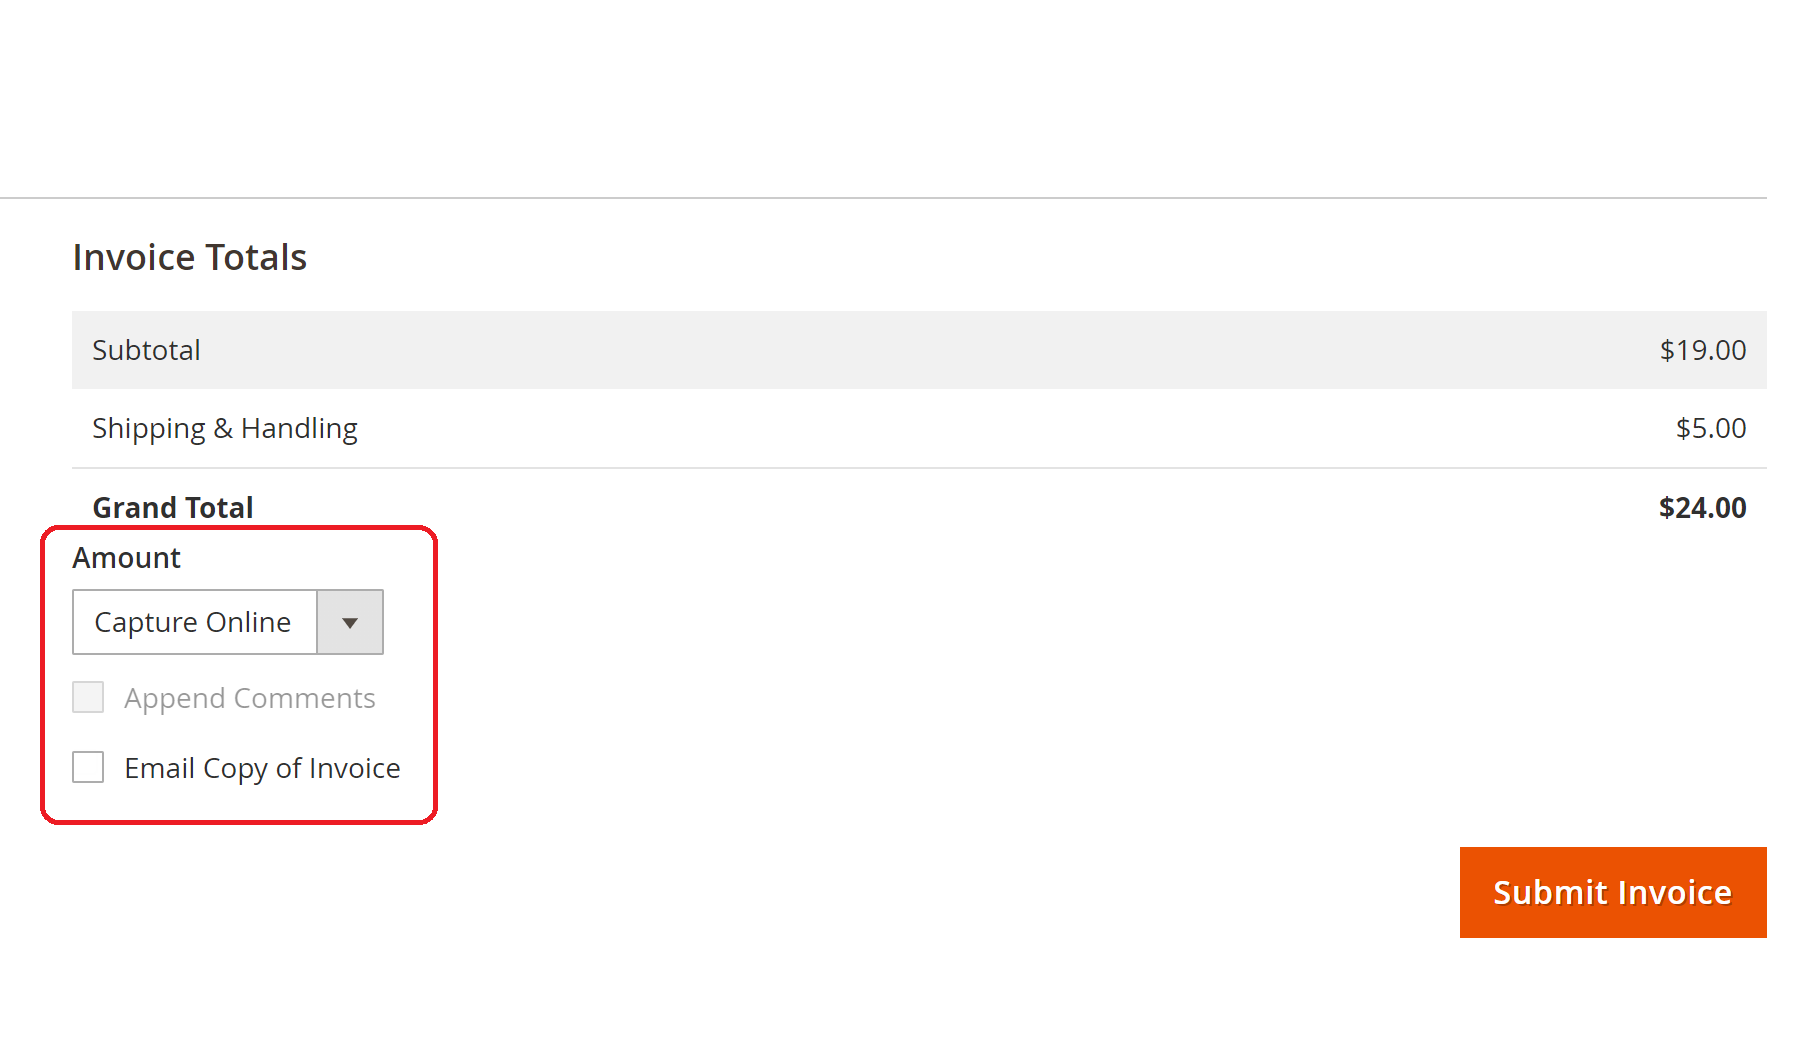 Invoice Totals
Subtotal $19.00
Shipping & Handling $5.00
Grand Total $24.00
Amount
Capture Online
Append Comments
Email Copy of Invoice
Submit Invoice